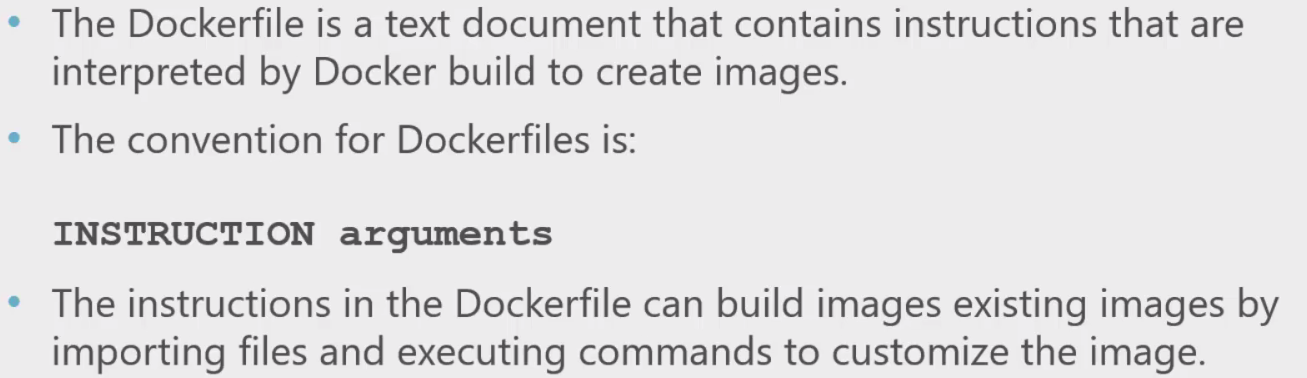 • The Dockerfile is a text document that contains instructions that are
interpreted by Docker build to create images.
• The convention for Dockerfiles is:
INSTRUCTION arguments
• The instructions in the Dockerfile can build images existing images by
importing files and executing commands to customize the image.